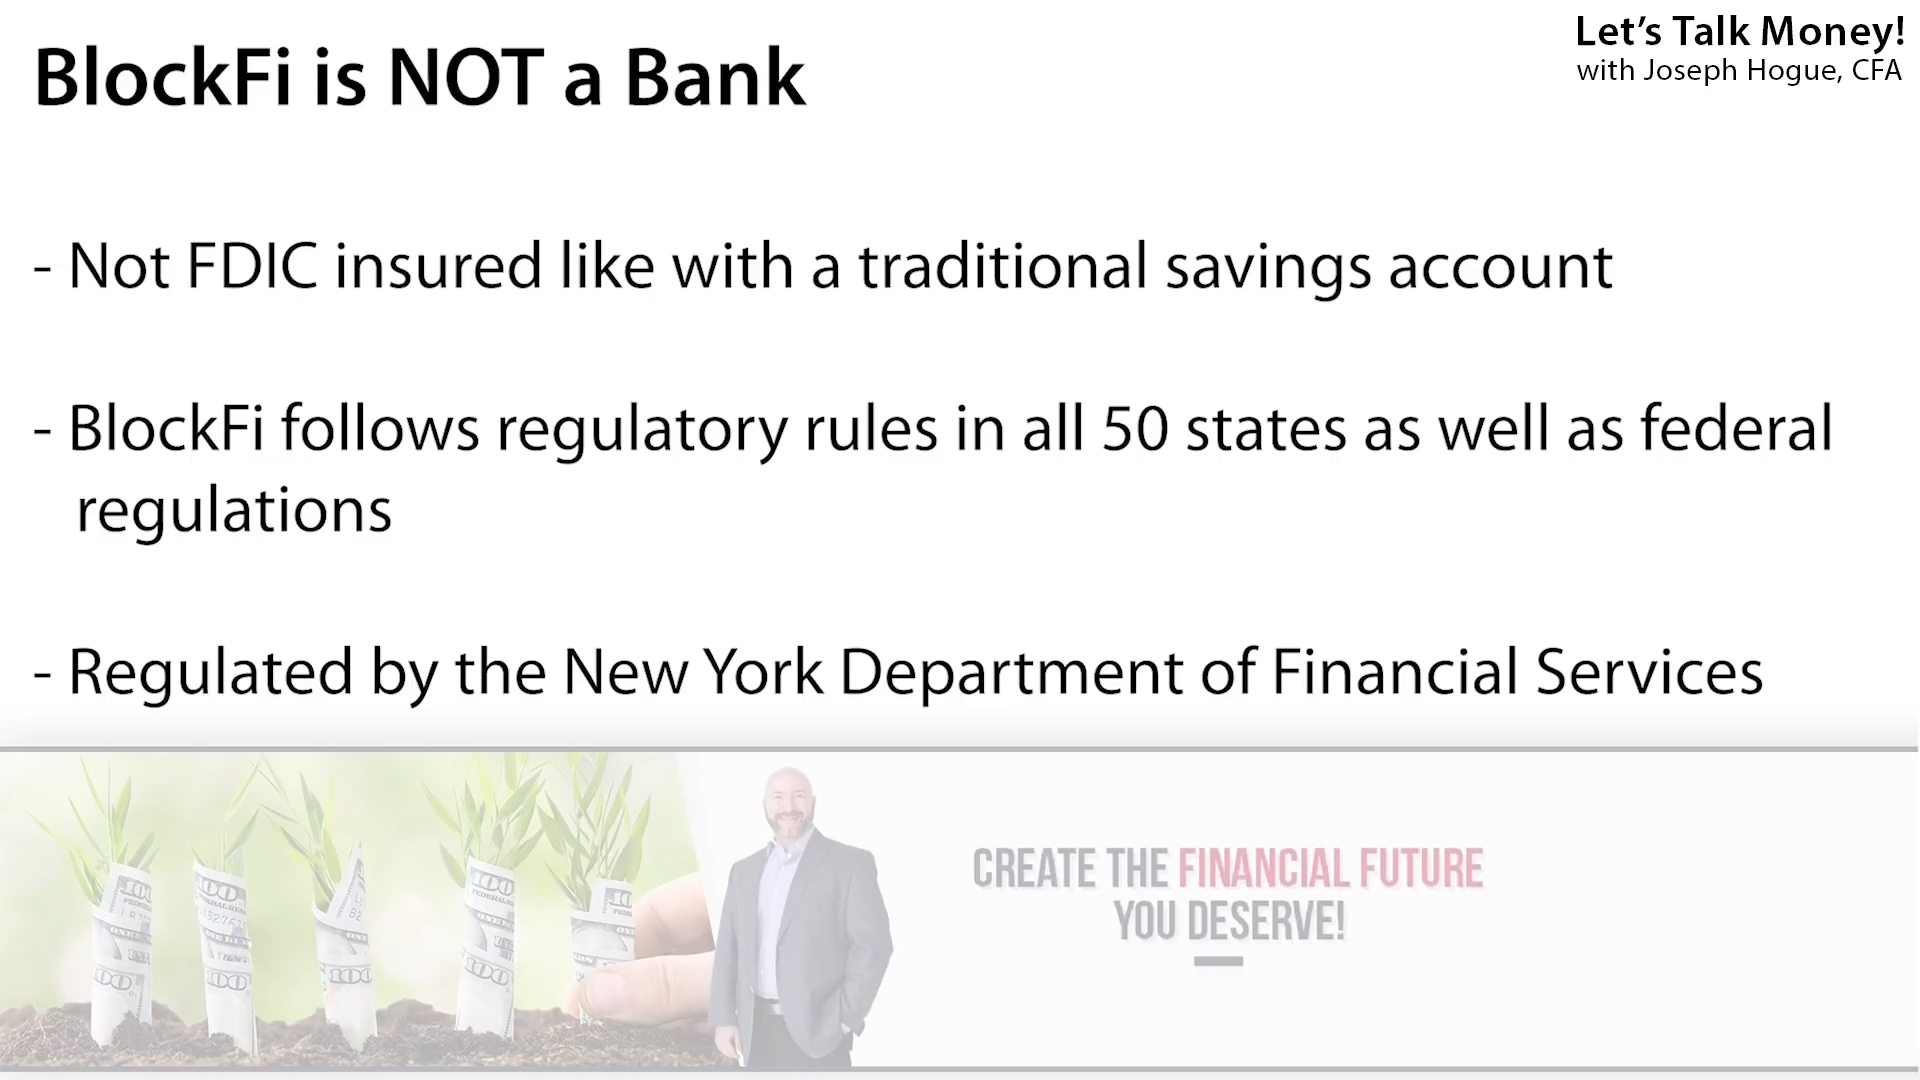 BlockFi is NOT a Bank
Let's Talk Money!
with Joseph Hogue, CFA
- Not FDIC insured like with a traditional savings account
- BlockFi follows regulatory rules in all 50 states as well as federal
regulations
- Regulated by the New York Department of Financial Services
CREATE THE FINANCIAL FUTURE
YOU DESERVE!